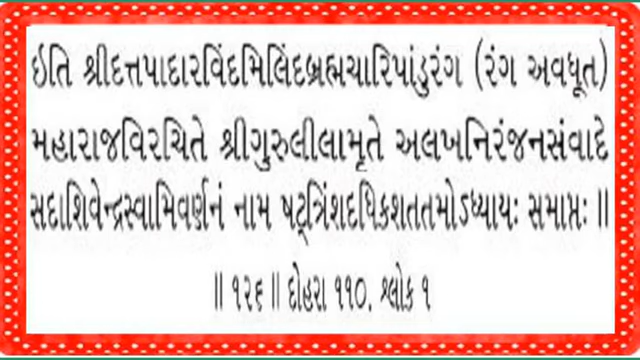 ઇતિ શ્રીદત્તપાદારવિંદમિલિંદબ્રહ્મચારિપાંડુરંગ (રંગ અવધૂત)
મહારાજવિરચિતે શ્રીગુરુલીલામૃતે અલખનિરંજનસંવાદે
સદાશિવેન્દ્રસ્વામિવર્ણનં નામ ષટ્ત્રિંશદધિકશતતમોઽધ્યાયઃ સમાપ્તઃ ॥
॥ ૧૨૬ ॥ દોહરા ૧૧૦. શ્લોક ૧